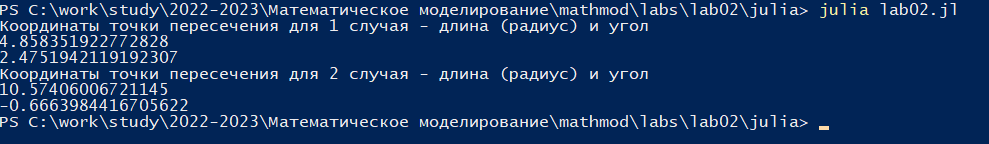 PS C:\work\study\2022-2023\Математическое моделирование\mathmod\labs\lab02\julia> julia lab02.jl
Координаты точки пересечения для 1 случая - длина (радиус) и угол
4.858351922772828
2.4751942119192307
Координаты точки пересечения для 2 случая - длина (радиус) и угол
10.57406006721145
-0.6663984416705622
PS C:\work\study\2022-2023\Математическое моделирование\mathmod\labs\lab02\julia>